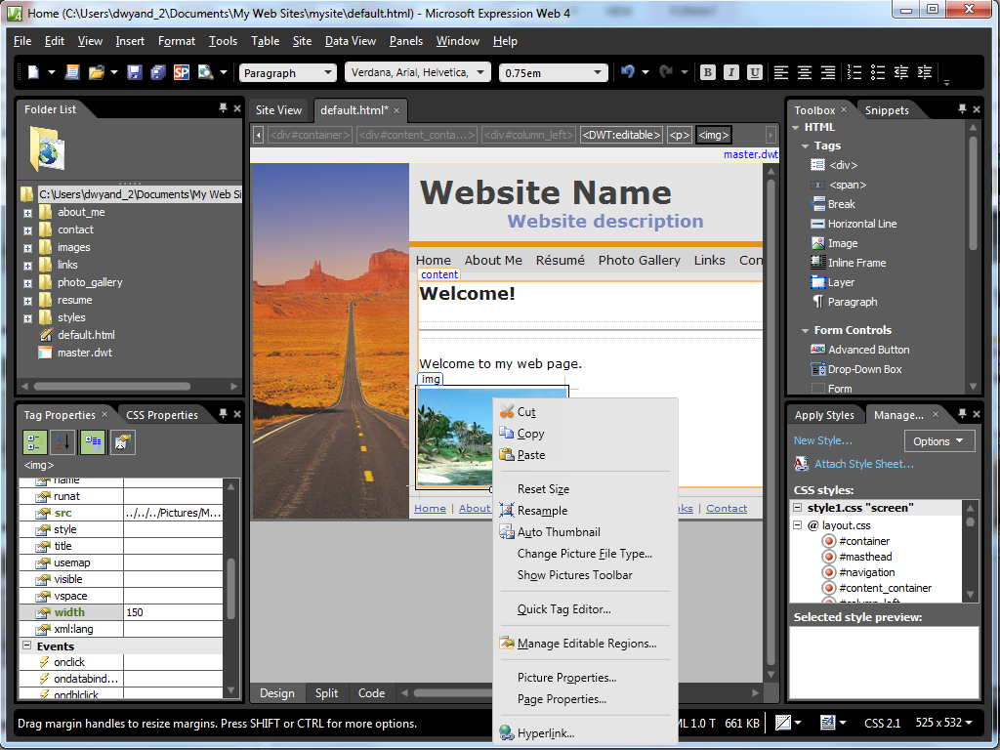 Home (C:\Users\dwyand_2\Documents\My Web Sites\mysite\default.html) - Microsoft Expression Web 4
File Edit View Insert Format Tools Table Site Data View Panels Window Help
Paragraph Verdana, Arial, Helvetica, 0.75em B I U
Folder List
C:\Users\dwyand_2\Documents\My Web Si
about_me
contact
images
links
photo_gallery
resume
styles
default.html
master.dwt
Tag Properties × CSS Properties
<img>
name
runat
src ../../../Pictures/M...
style
title
usemap
visible
vspace
width 150
xml:lang
Events
onclick
ondatabind...
ondblclick
Site View default.html* ×
<div#container> <div#content_conta...> <div#column_left> <DWT:editable> <p> <img>
master.dwt
Website Name
Website description
Home About Me Résumé Photo Gallery Links Con
content
Welcome!
Welcome to my web page.
img
Home | About | Contact
Cut
Copy
Paste
Reset Size
Resample
Auto Thumbnail
Change Picture File Type...
Show Pictures Toolbar
Quick Tag Editor...
Manage Editable Regions...
Picture Properties...
Page Properties...
Hyperlink...
Design Split Code
Toolbox × Snippets
HTML
Tags
<div>
<span>
Break
Horizontal Line
Image
Inline Frame
Layer
Paragraph
Form Controls
Advanced Button
Drop-Down Box
Form
Apply Styles Manage... ×
New Style... Options
Attach Style Sheet...
CSS styles:
style1.css "screen"
@ layout.css
#container
#masthead
#navigation
#content_container
#column_left
Selected style preview:
Drag margin handles to resize margins. Press SHIFT or CTRL for more options. ML 1.0 T 661 KB CSS 2.1 525 x 532